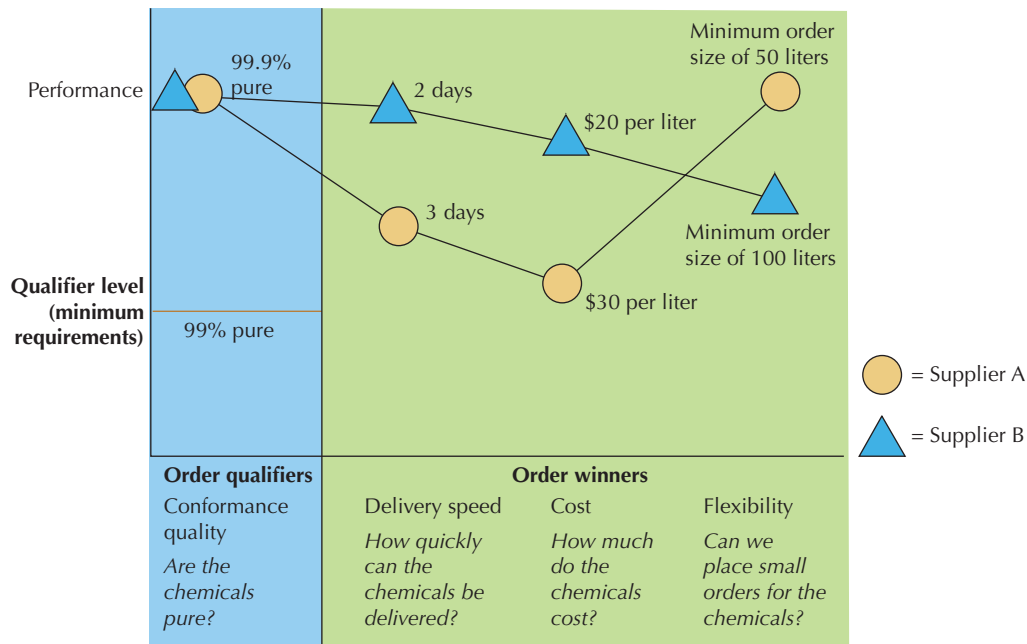 Performance
99.9%
pure
2 days
$20 per liter
Minimum order
size of 50 liters
3 days
Minimum order
size of 100 liters
$30 per liter
Qualifier level
(minimum
requirements)
99% pure
= Supplier A
= Supplier B
Order qualifiers
Conformance
quality
Are the
chemicals
pure?
Order winners
Delivery speed
How quickly
can the
chemicals be
delivered?
Cost
How much
do the
chemicals
cost?
Flexibility
Can we
place small
orders for the
chemicals?